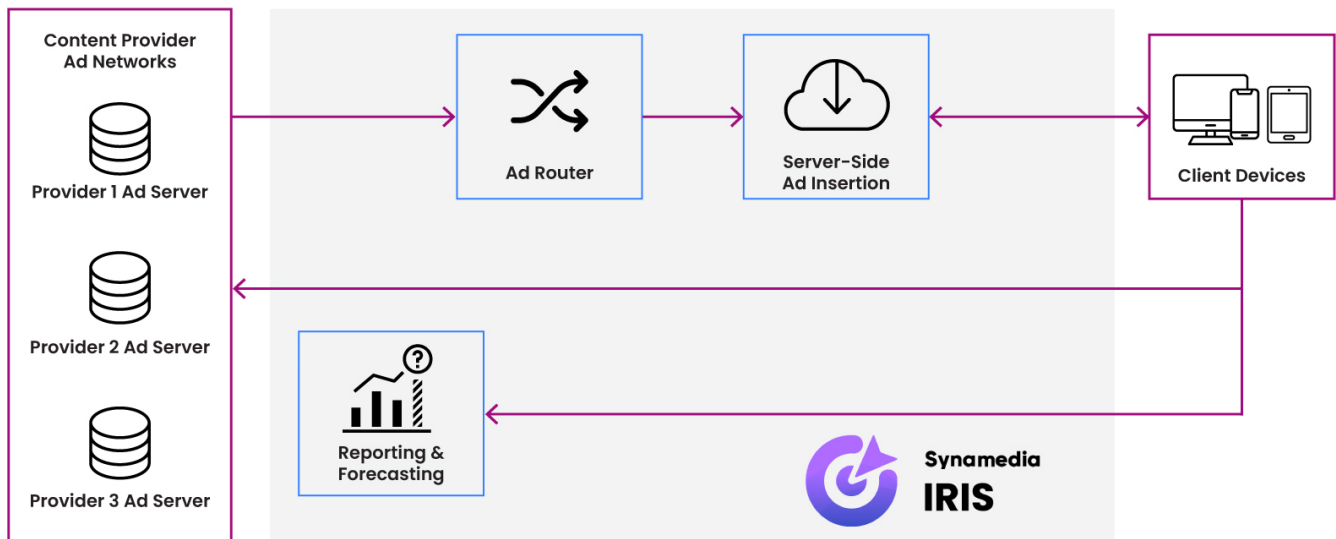 Content Provider
Ad Networks
Provider 1 Ad Server
Provider 2 Ad Server
Provider 3 Ad Server
Ad Router
Server-Side
Ad Insertion
Client Devices
?
Reporting &
Forecasting
Synamedia
IRIS